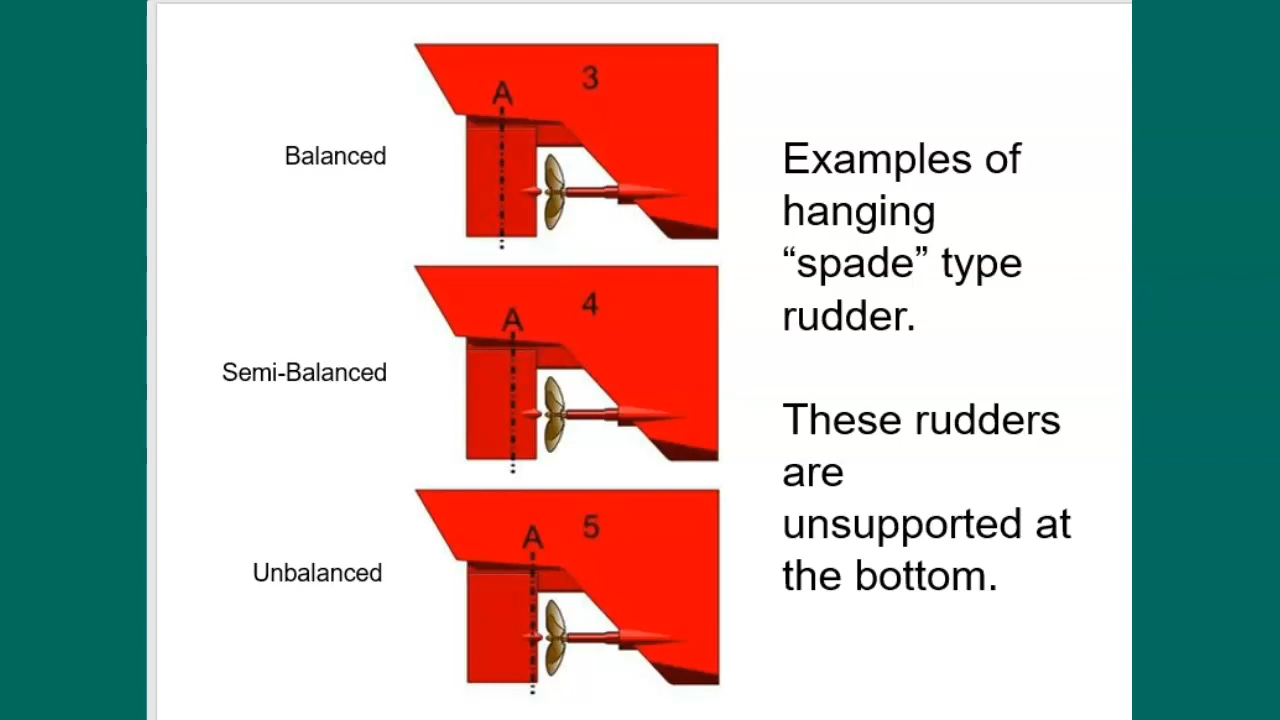 A
3
Balanced
Examples of
hanging
“spade” type
rudder.
A
4
Semi-Balanced
These rudders
are
unsupported at
the bottom.
A
5
Unbalanced